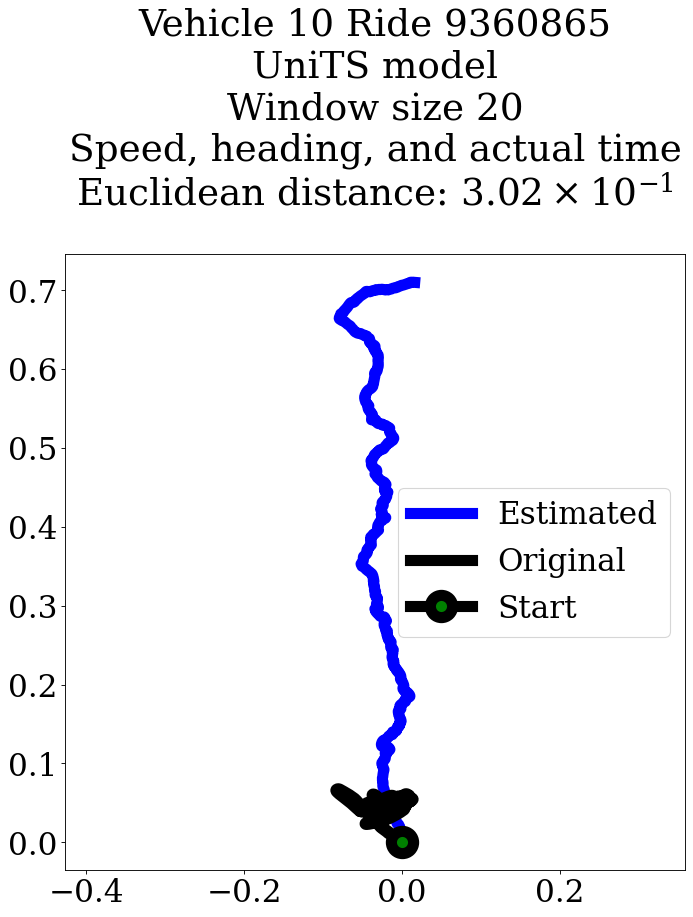 Vehicle 10 Ride 9360865
UniTS model
Window size 20
Speed, heading, and actual time
Euclidean distance: 3.02 × 10⁻¹
0.7
0.6
0.5
0.4
0.3
0.2
0.1
0.0
Estimated
Original
Start
−0.4
−0.2
0.0
0.2